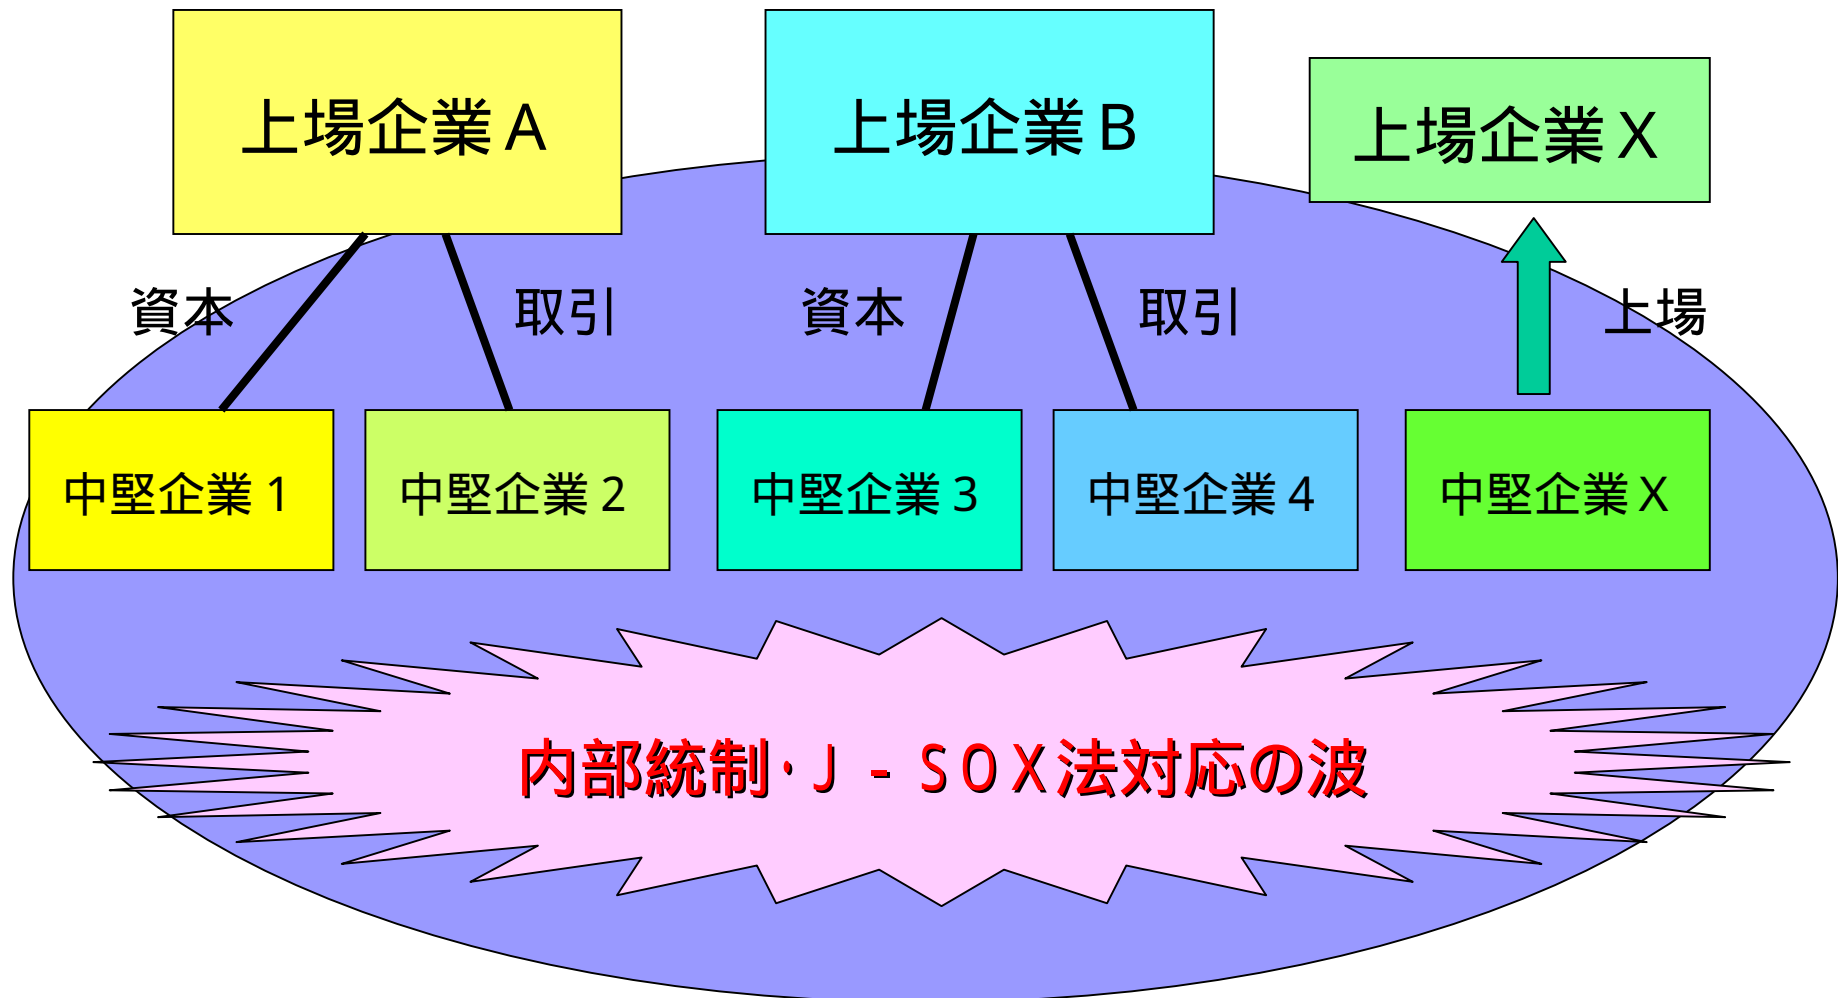 上場企業A
上場企業B
上場企業X
資本
取引
資本
取引
上場
中堅企業1
中堅企業2
中堅企業3
中堅企業4
中堅企業X
内部統制・J-SOX法対応の波